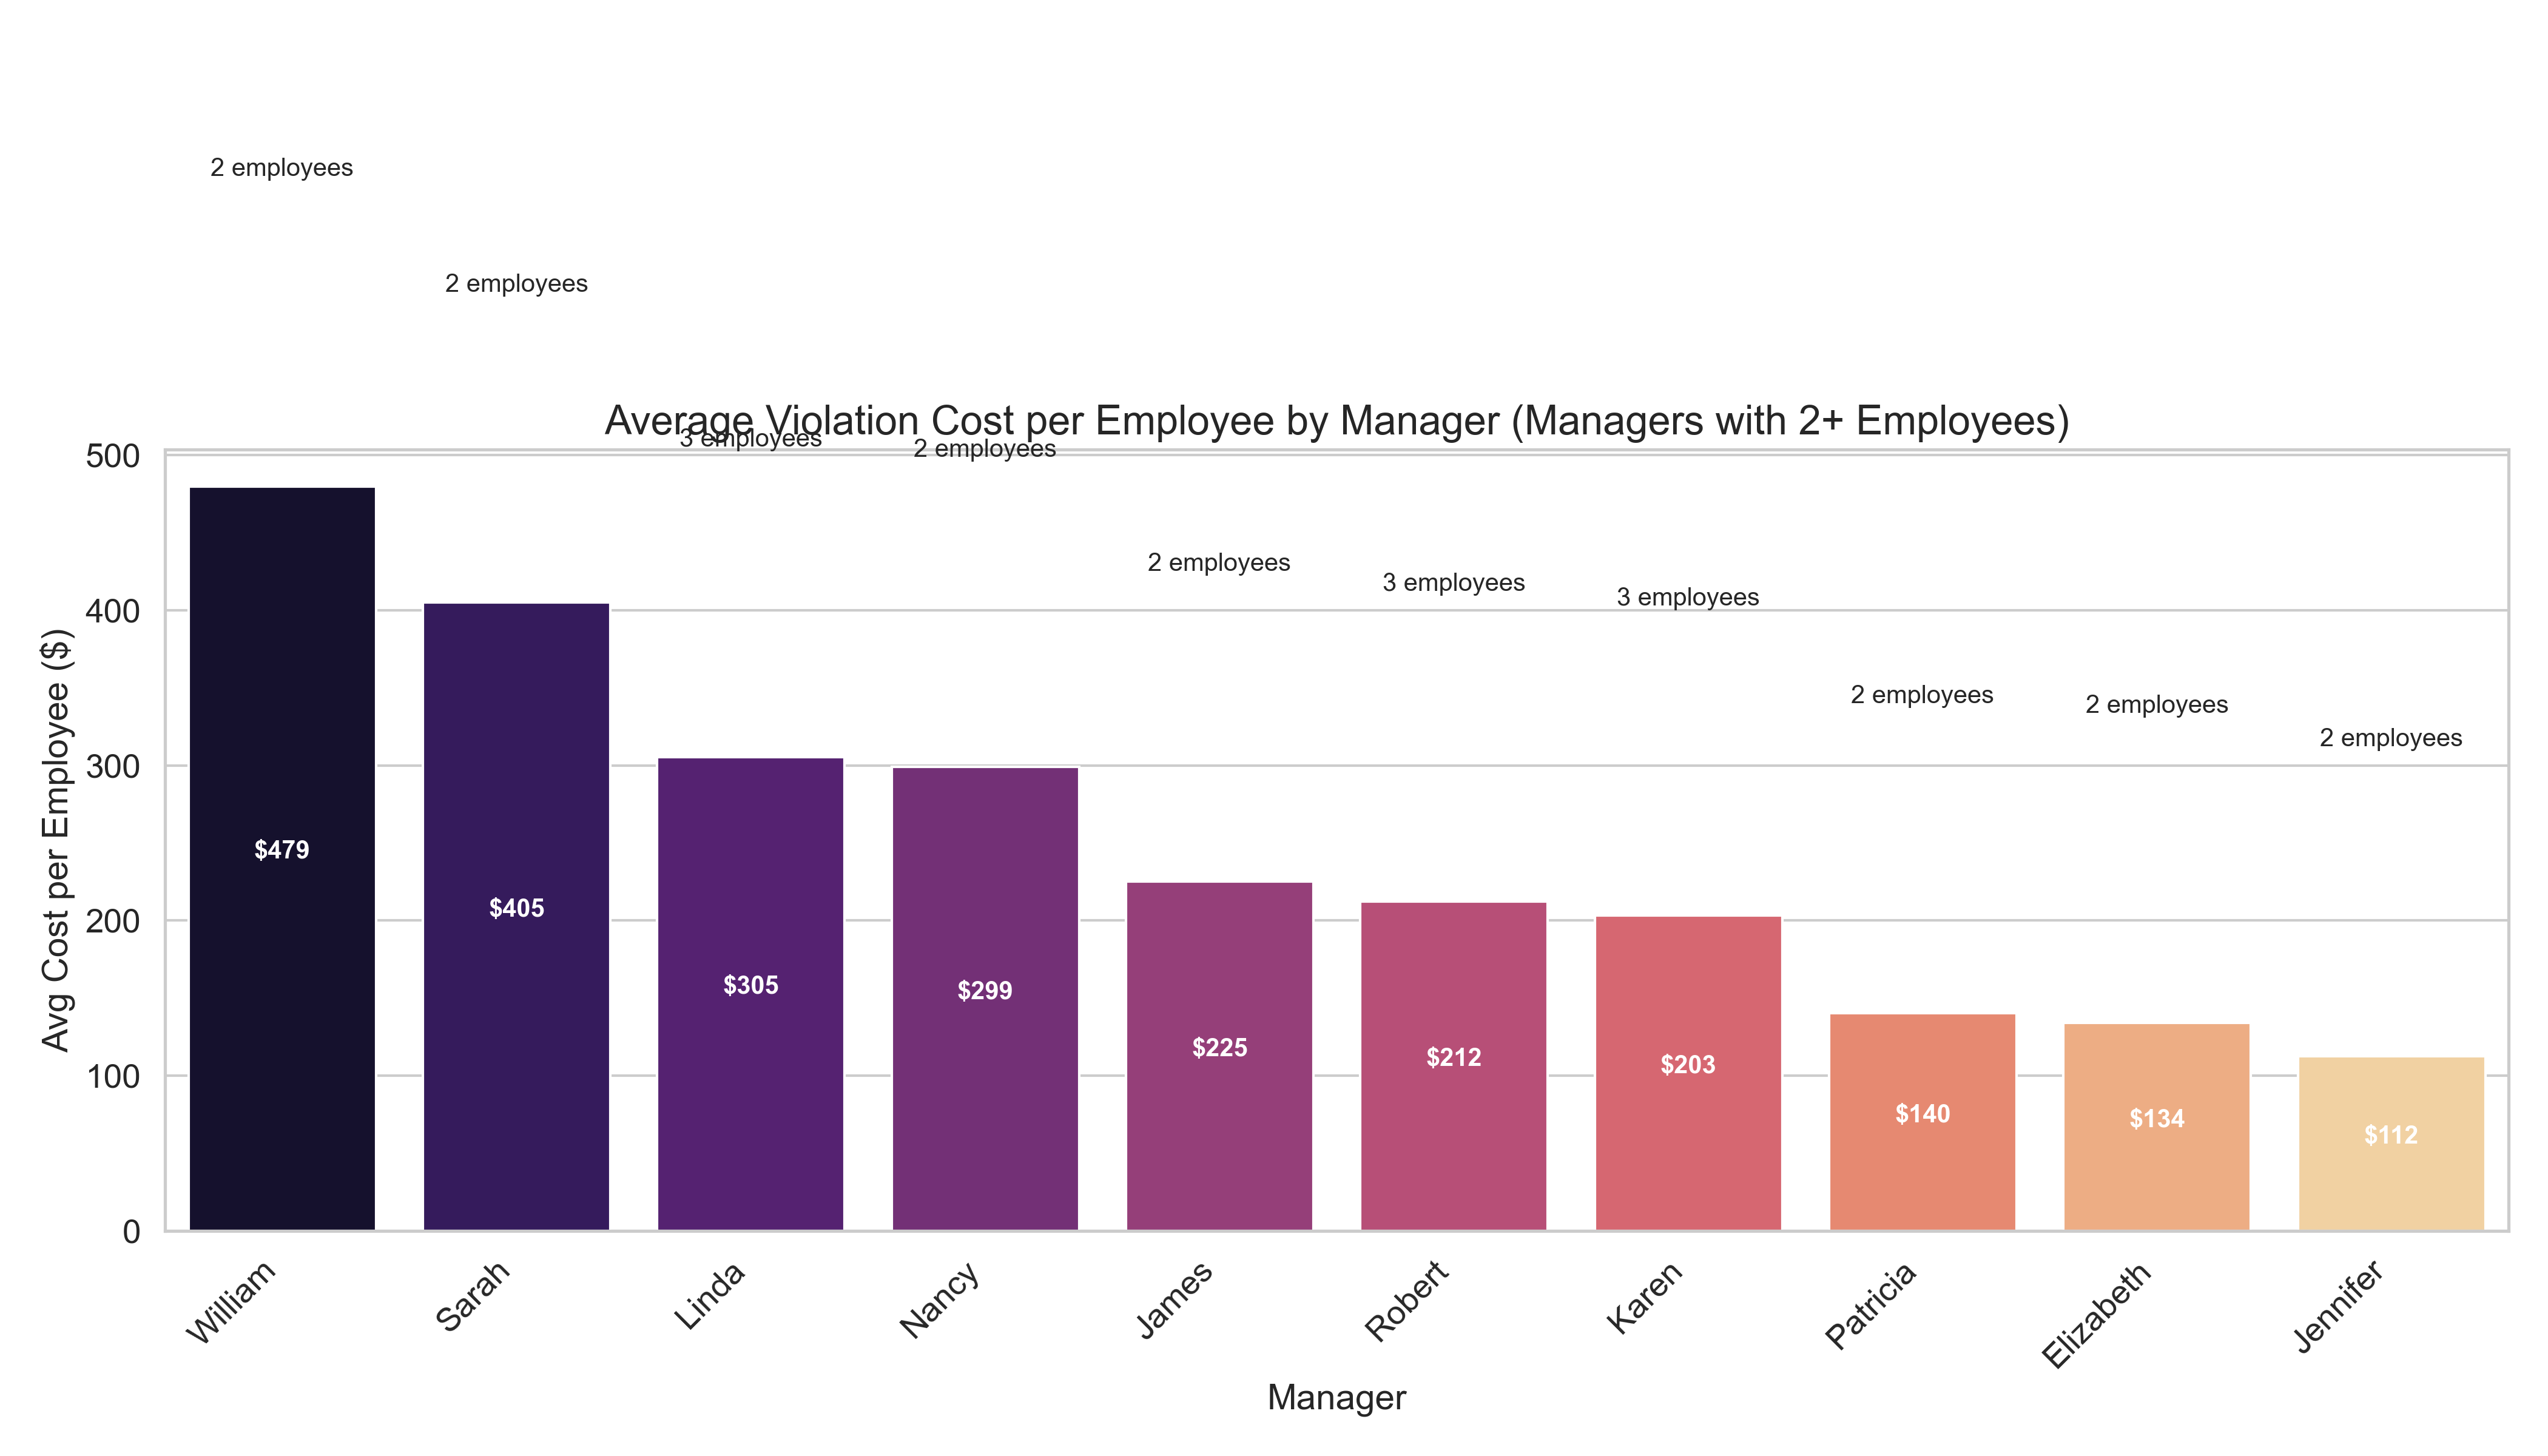 2 employees
2 employees
Average Violation Cost per Employee by Manager (Managers with 2+ Employees)
3 employees
2 employees
2 employees
3 employees
3 employees
2 employees
2 employees
2 employees
Avg Cost per Employee ($)
500
400
300
200
100
0
$479
$405
$305
$299
$225
$212
$203
$140
$134
$112
William
Sarah
Linda
Nancy
James
Robert
Karen
Patricia
Elizabeth
Jennifer
Manager